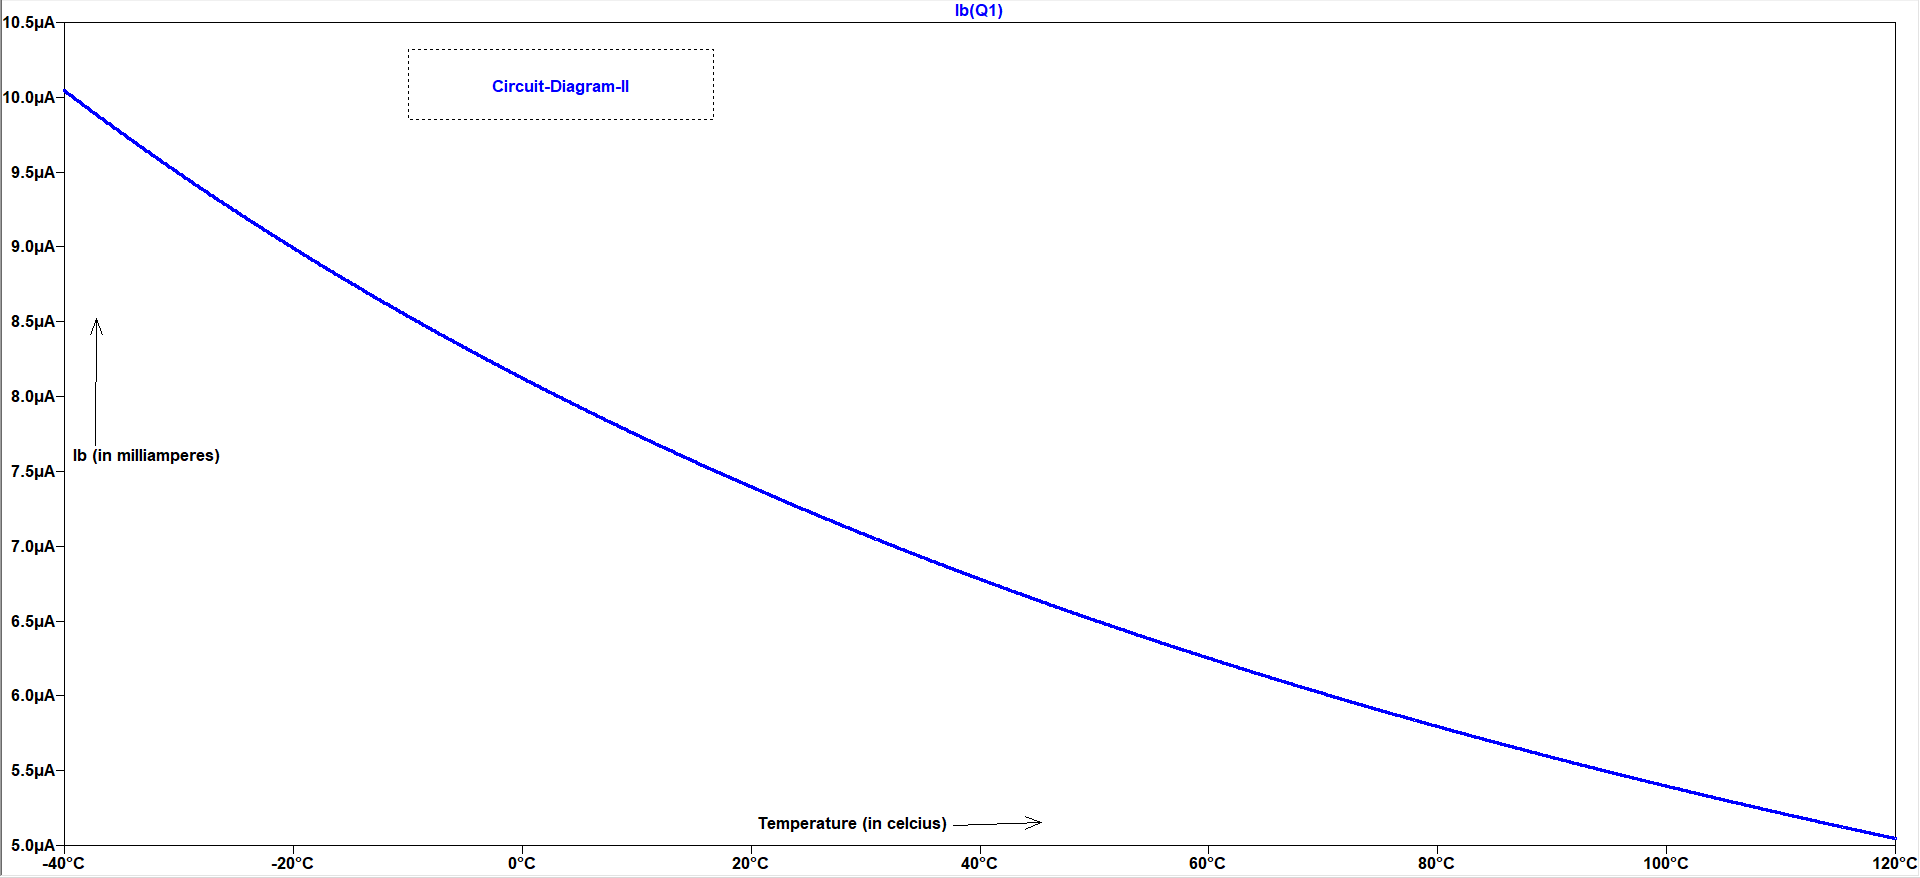 Ib(Q1)
10.5µA
Circuit-Diagram-II
10.0µA
9.5µA
9.0µA
8.5µA
8.0µA
Ib (in milliamperes)
7.5µA
7.0µA
6.5µA
6.0µA
5.5µA
Temperature (in celcius)
5.0µA
-40°C -20°C 0°C 20°C 40°C 60°C 80°C 100°C 120°C